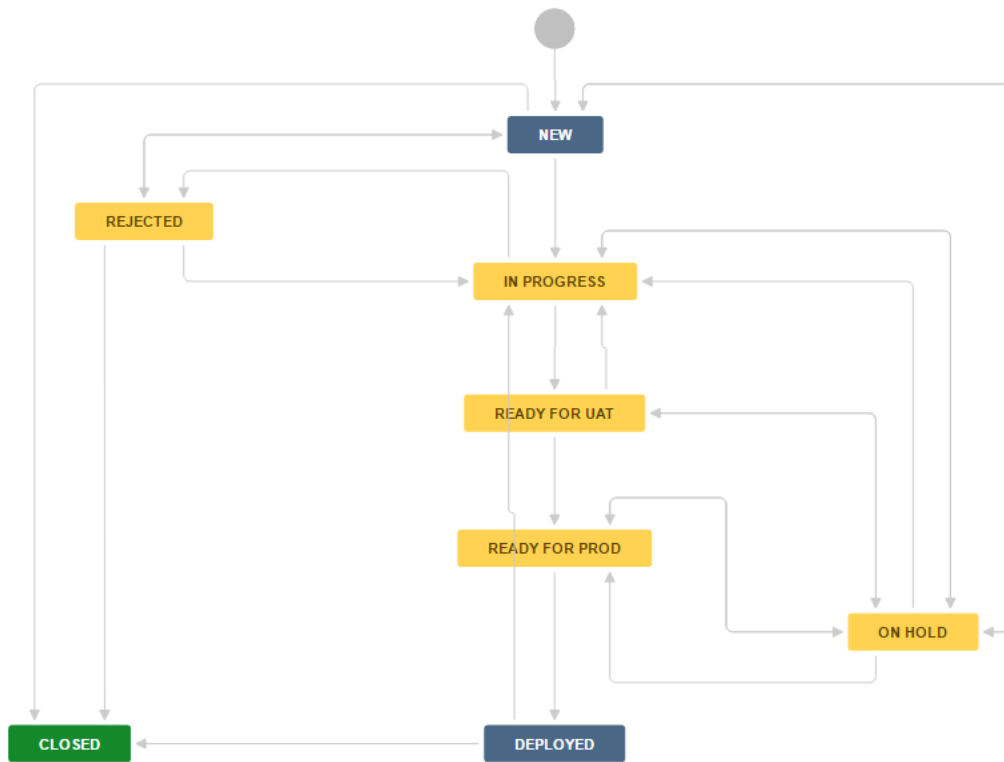 NEW
REJECTED
IN PROGRESS
READY FOR UAT
READY FOR PROD
ON HOLD
CLOSED
DEPLOYED